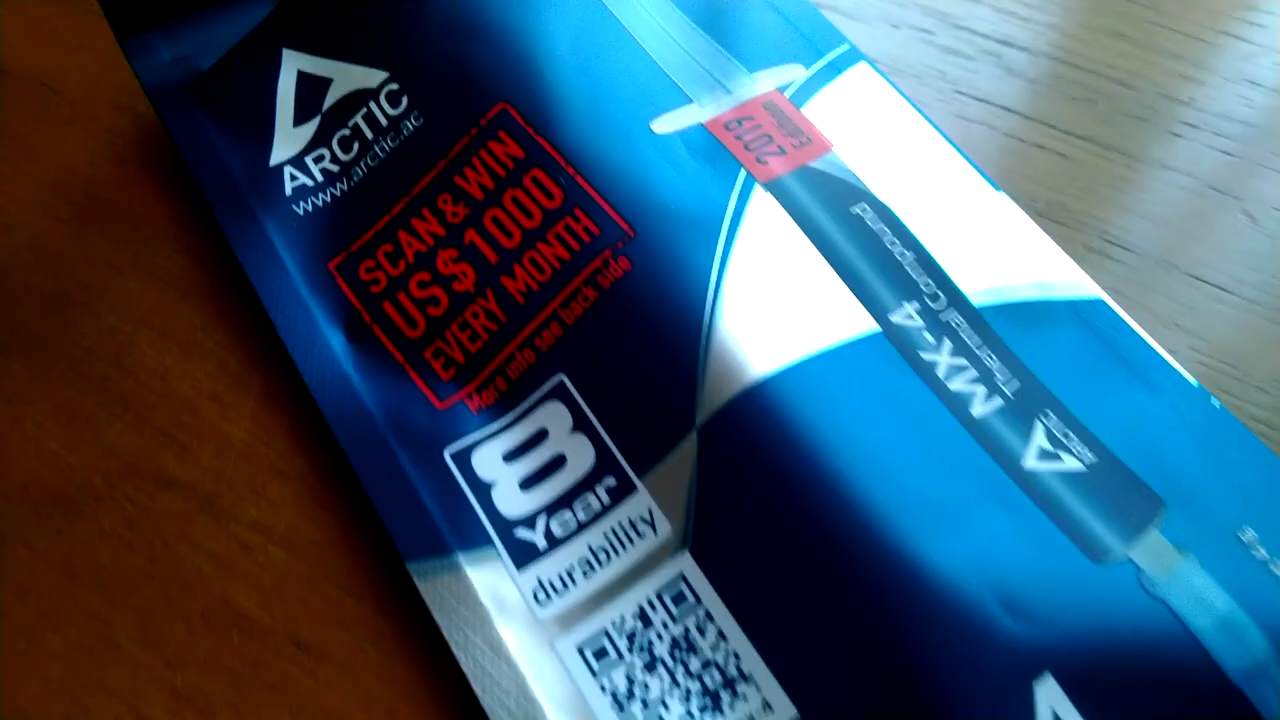 ARCTIC
www.arctic.ac
SCAN & WIN
US$ 1000
EVERY MONTH
More info see back side
8
Year
durability
2019
Edition
MX-4
Thermal Compound
ARCTIC